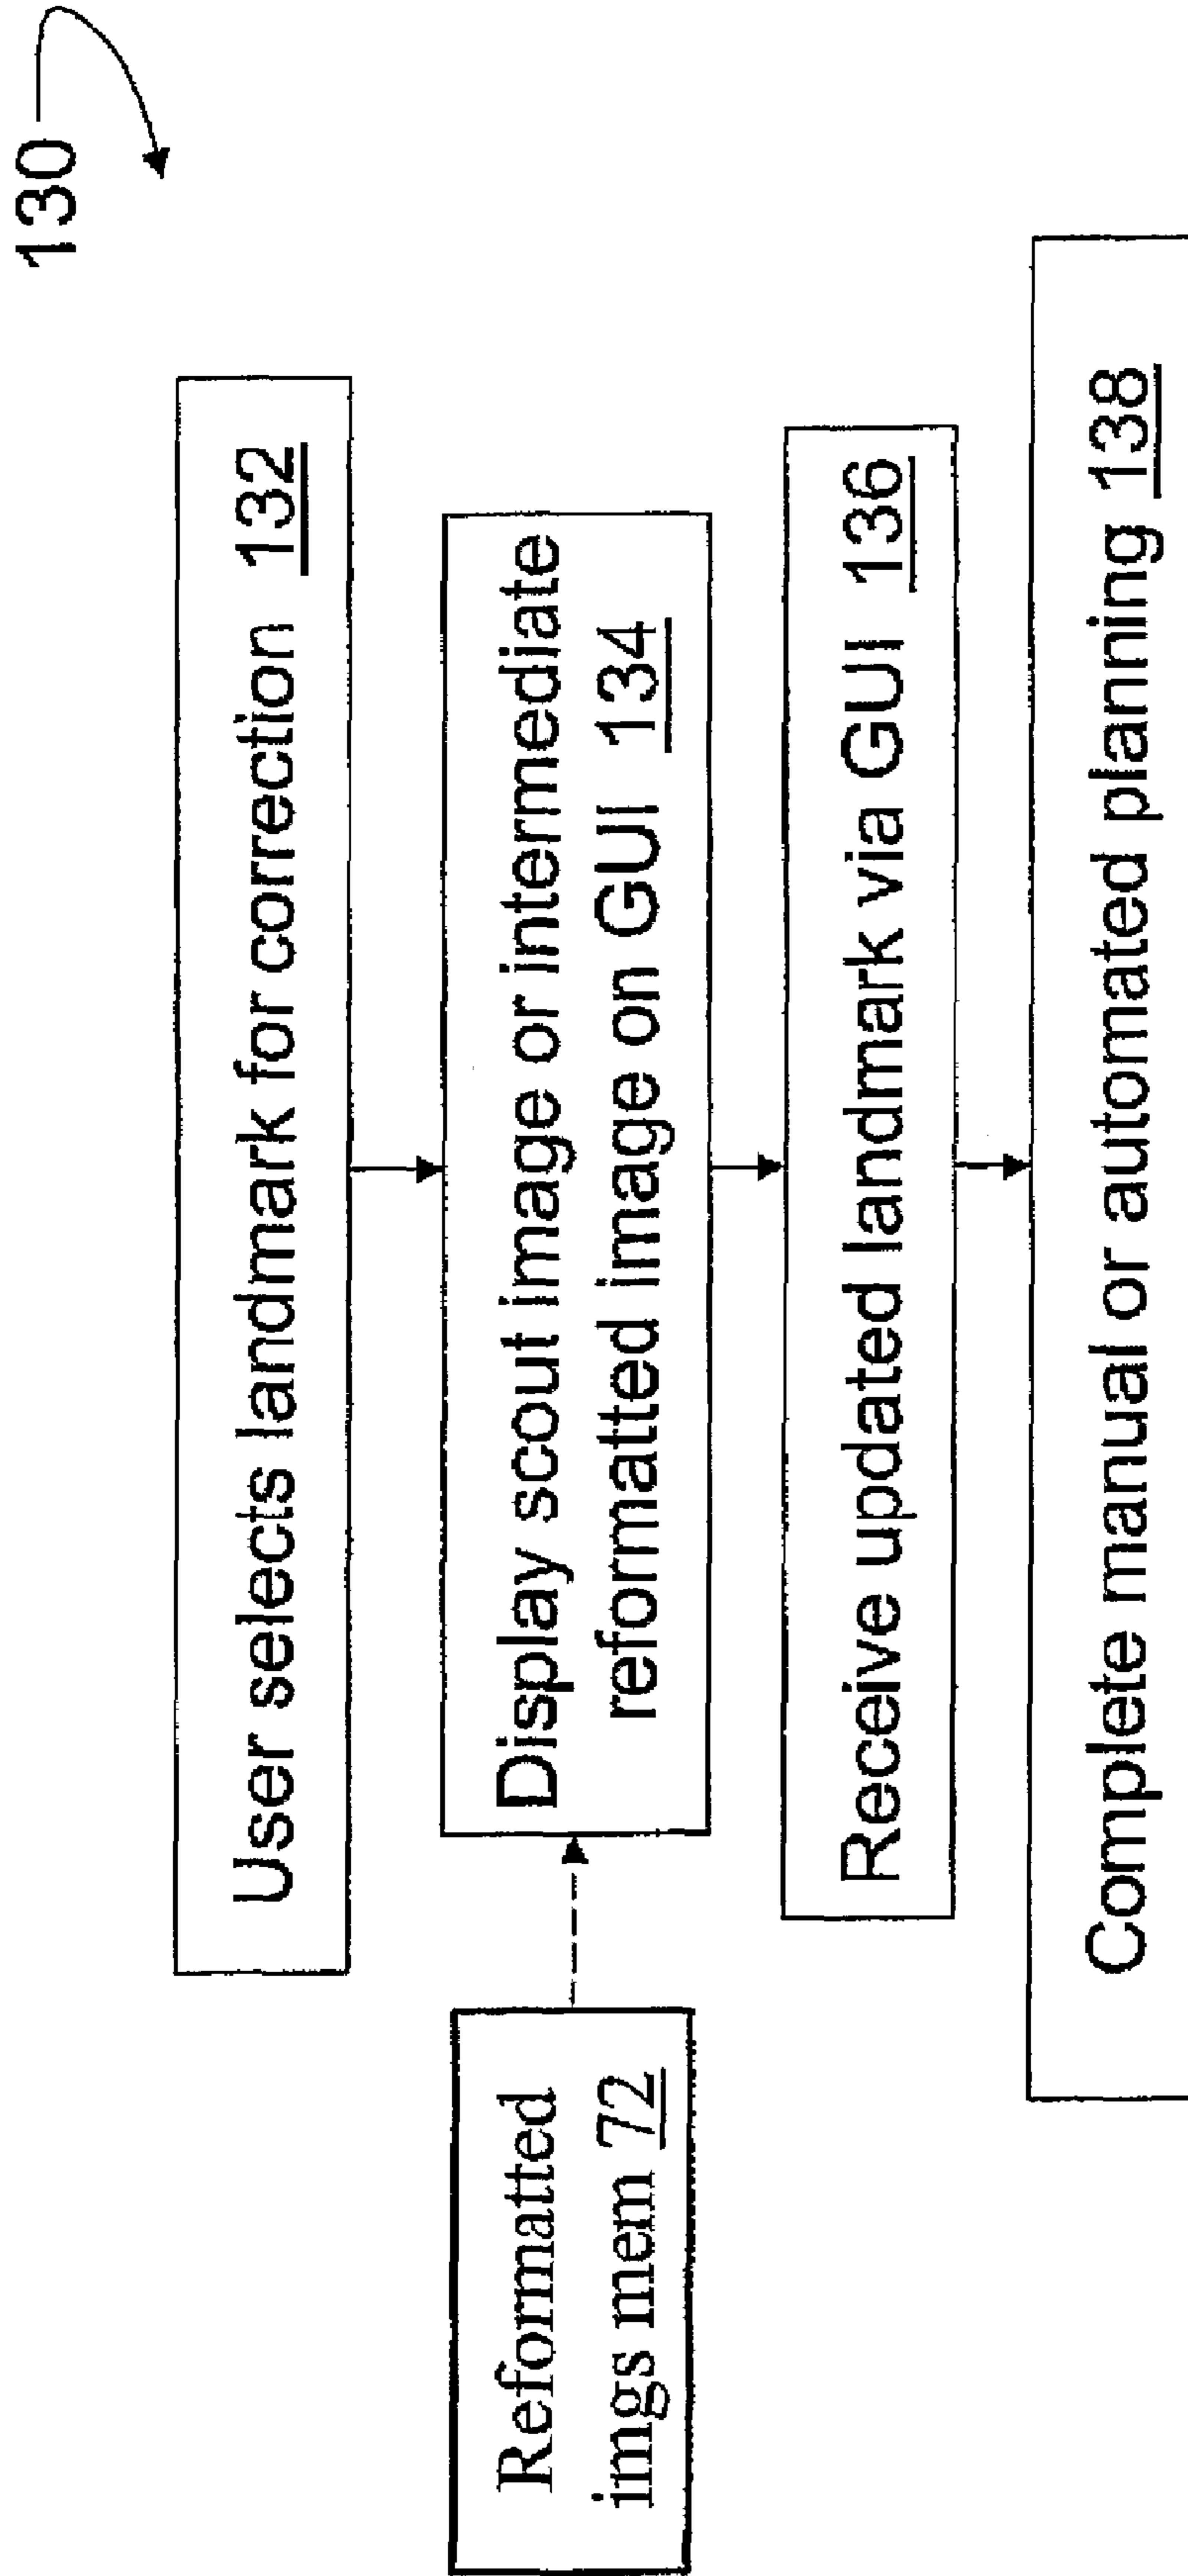 130
User selects landmark for correction 132
Display scout image or intermediate
reformatted image on GUI 134
Reformatted
imgs mem 72
Receive updated landmark via GUI 136
Complete manual or automated planning 138